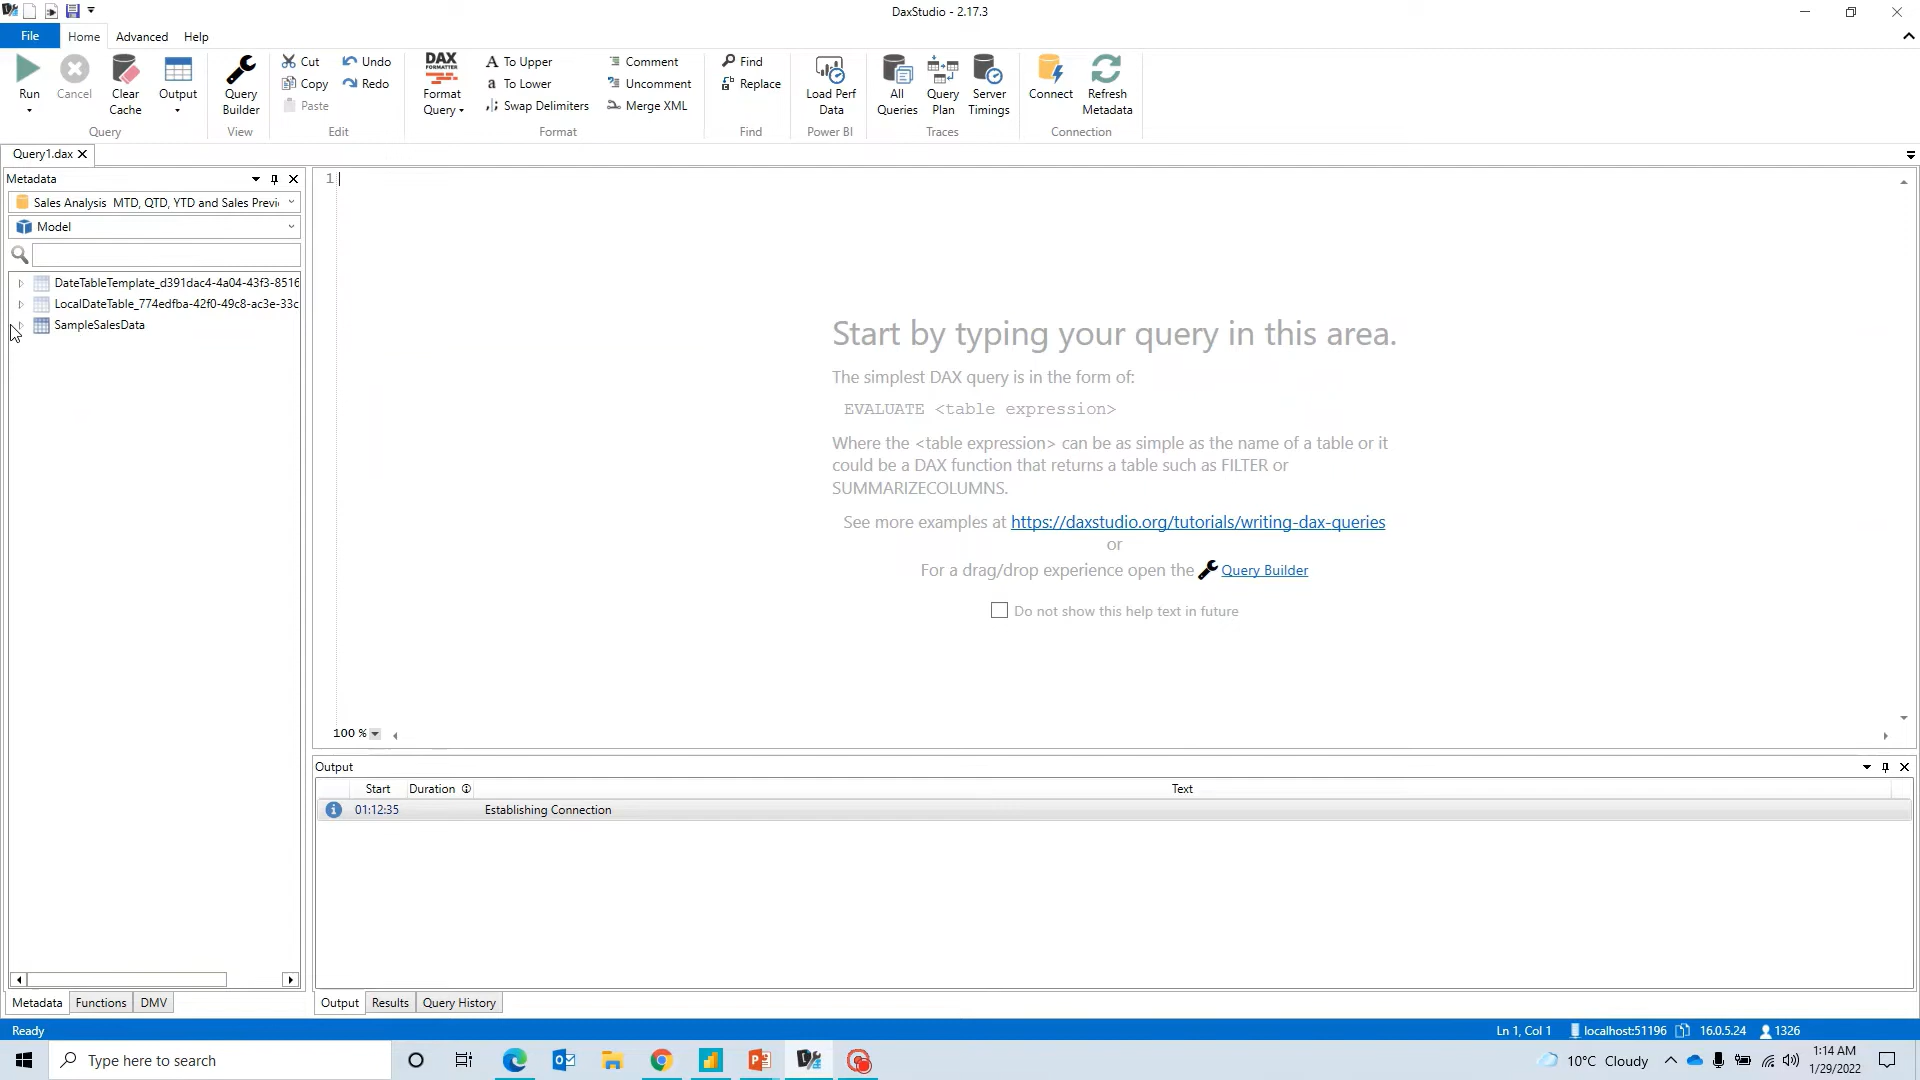 DaxStudio - 2.17.3
File
Home
Advanced
Help
Run
Cancel
Clear
Cache
Output
Query
Query
Builder
View
Cut
Copy
Paste
Undo
Redo
Edit
DAX
FORMATTER
Format
Query
A To Upper
a To Lower
Swap Delimiters
Comment
Uncomment
Merge XML
Format
Find
Replace
Find
Load Perf
Data
Power BI
All
Queries
Query
Plan
Server
Timings
Traces
Connect
Refresh
Metadata
Connection
Query1.dax
Metadata
Sales Analysis MTD, QTD, YTD and Sales Previ
Model
DateTableTemplate_d391dac4-4a04-43f3-8516
LocalDateTable_774edfba-42f0-49c8-ac3e-33c
SampleSalesData
1
Start by typing your query in this area.
The simplest DAX query is in the form of:
EVALUATE <table expression>
Where the <table expression> can be as simple as the name of a table or it
could be a DAX function that returns a table such as FILTER or
SUMMARIZECOLUMNS.
See more examples at https://daxstudio.org/tutorials/writing-dax-queries
or
For a drag/drop experience open the Query Builder
Do not show this help text in future
100 %
Output
Start Duration Text
01:12:35 Establishing Connection
Metadata Functions DMV
Output Results Query History
Ready
Ln 1, Col 1 localhost:51196 16.0.5.24 1326
Type here to search
10°C Cloudy
1:14 AM
1/29/2022